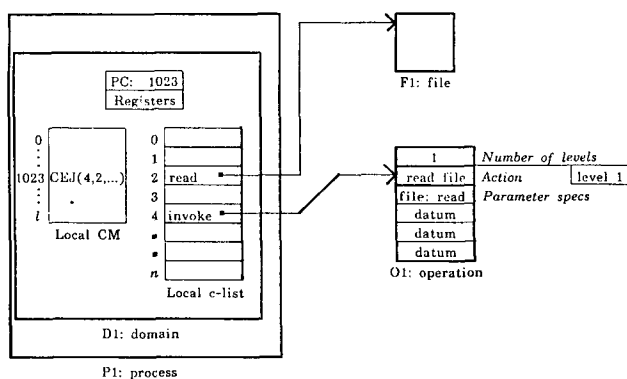 PC: 1023
Registers
0
1023 CEJ(4,2,...)
l
Local CM
0
1
2 read
3
4 invoke
n
Local c-list
D1: domain
P1: process
F1: file
1 Number of levels
read file Action level_1
file: read Parameter specs
datum
datum
datum
O1: operation